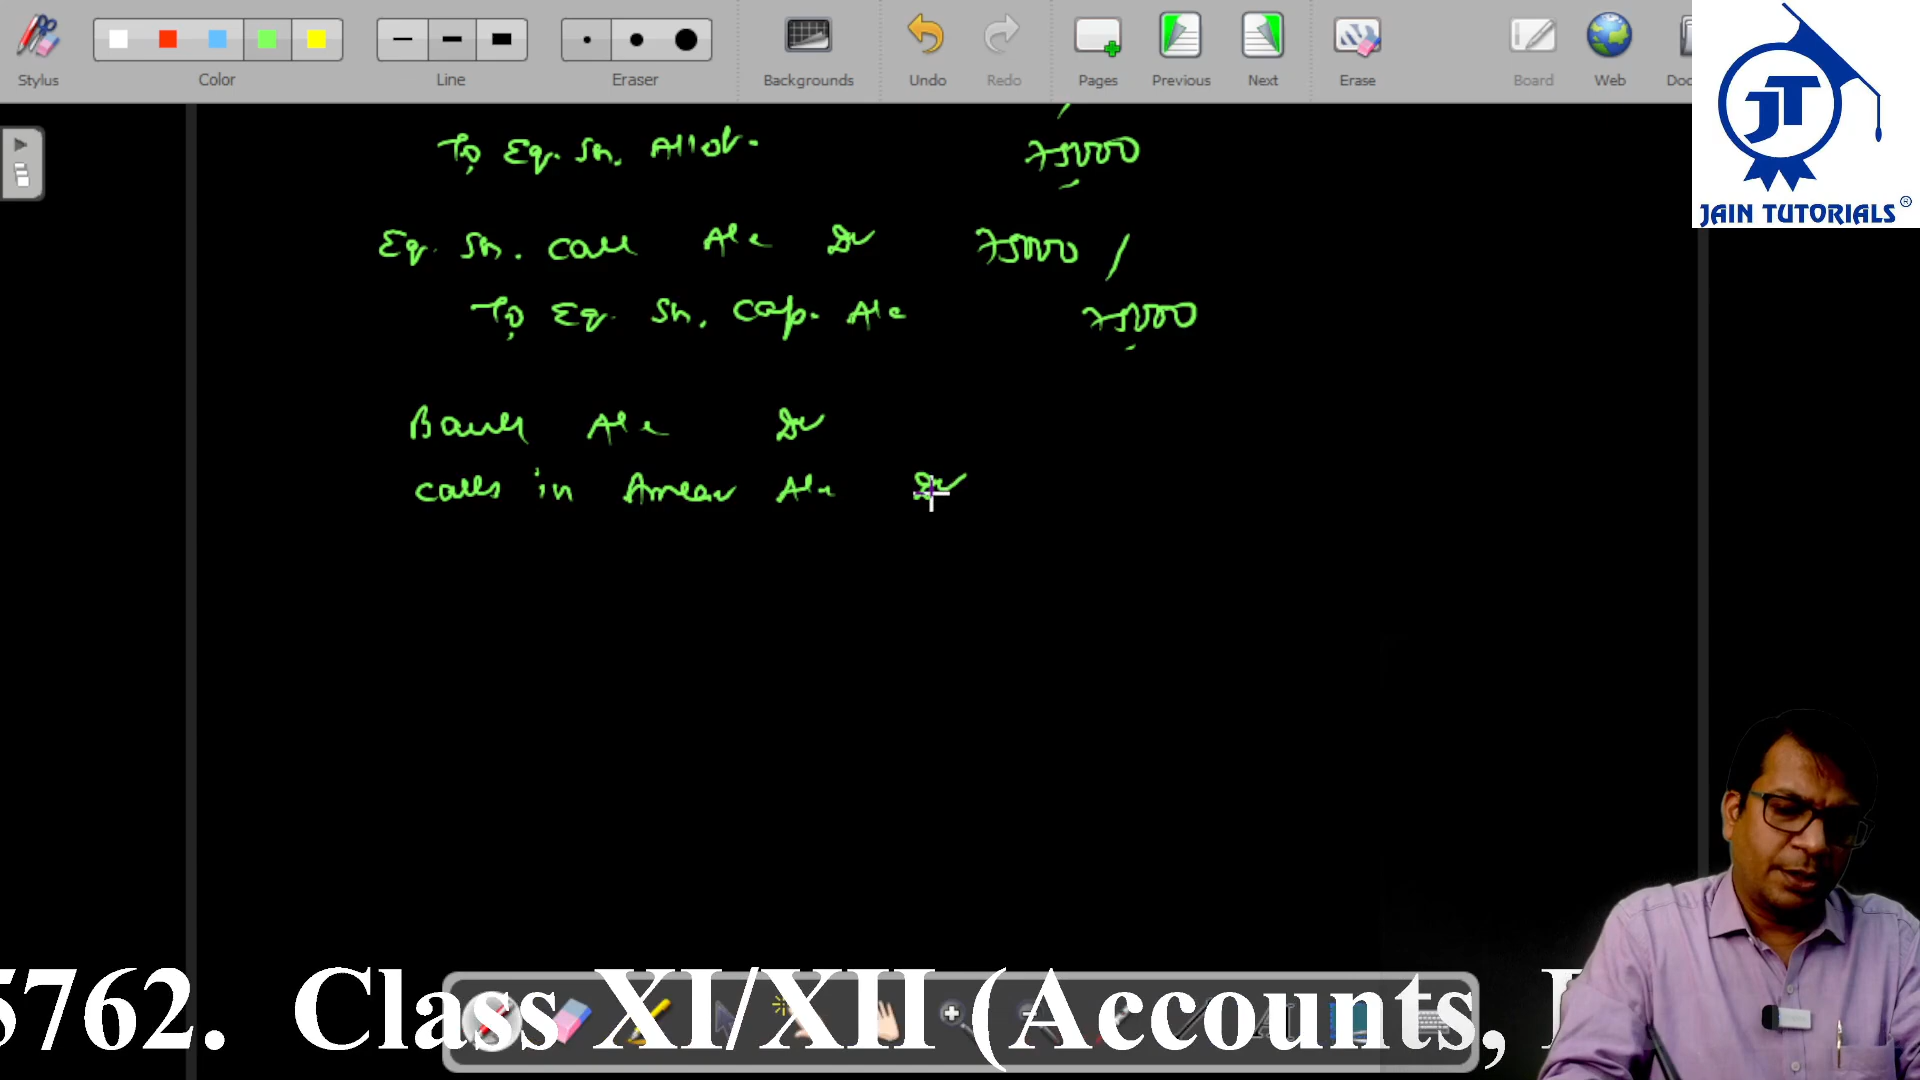 Stylus
Color
Line
Eraser
Backgrounds
Undo
Redo
Pages
Previous
Next
Erase
Board
Web
Doc
JT
JAIN TUTORIALS®
To Eq. Sh. Allot. 75000
Eq. Sh. Call A/c Dr 75000 /
To Eq. Sh. Cap. A/c 75000
Bank A/c Dr
Calls in Arrear A/c Dr
5762. Class XI/XII (Accounts,